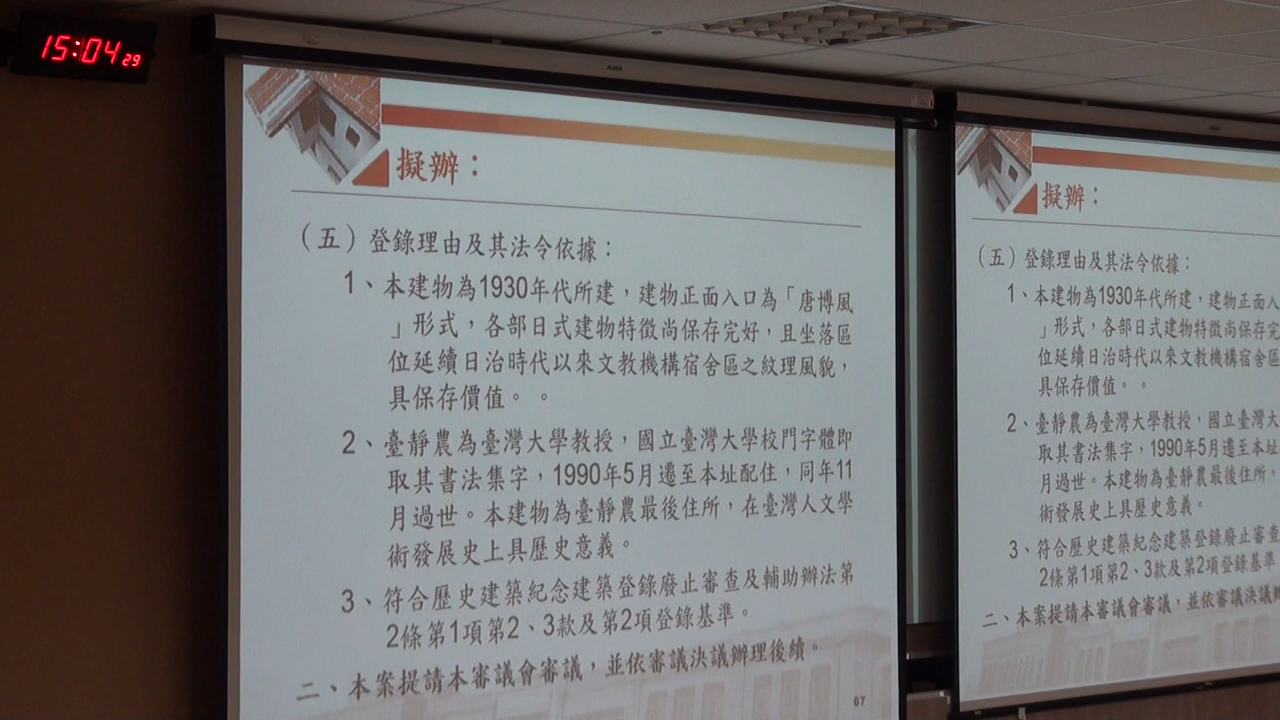 15:04 29
擬辦：
（五）登錄理由及其法令依據：
1、本建物為1930年代所建，建物正面入口為「唐博風
」形式，各部日式建物特徵尚保存完好，且坐落區
位延續日治時代以來文教機構宿舍區之紋理風貌，
具保存價值。。
2、臺靜農為臺灣大學教授，國立臺灣大學校門字體即
取其書法集字，1990年5月遷至本址配住，同年11
月過世。本建物為臺靜農最後住所，在臺灣人文學
術發展史上具歷史意義。
3、符合歷史建築紀念建築登錄廢止審查及輔助辦法第
2條第1項第2、3款及第2項登錄基準。
二、本案提請本審議會審議，並依審議決議辦理後續。
67
擬辦：
（五）登錄理由及其法令依據：
1、本建物為1930年代所建，建物正面入
」形式，各部日式建物特徵尚保存完
位延續日治時代以來文教機構宿舍區
具保存價值。。
2、臺靜農為臺灣大學教授，國立臺灣大
取其書法集字，1990年5月遷至本址
月過世。本建物為臺靜農最後住所，
術發展史上具歷史意義。
3、符合歷史建築紀念建築登錄廢止審查
2條第1項第2、3款及第2項登錄基準
二、本案提請本審議會審議，並依審議決議